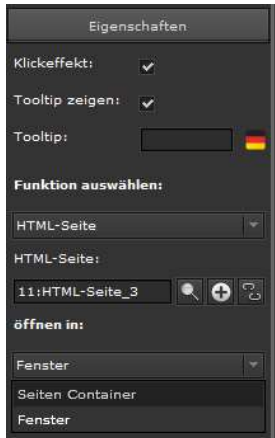 Eigenschaften
Klickeffekt:
Tooltip zeigen:
Tooltip:
Funktion auswählen:
HTML-Seite
HTML-Seite:
11:HTML-Seite_3
öffnen in:
Fenster
Seiten Container
Fenster